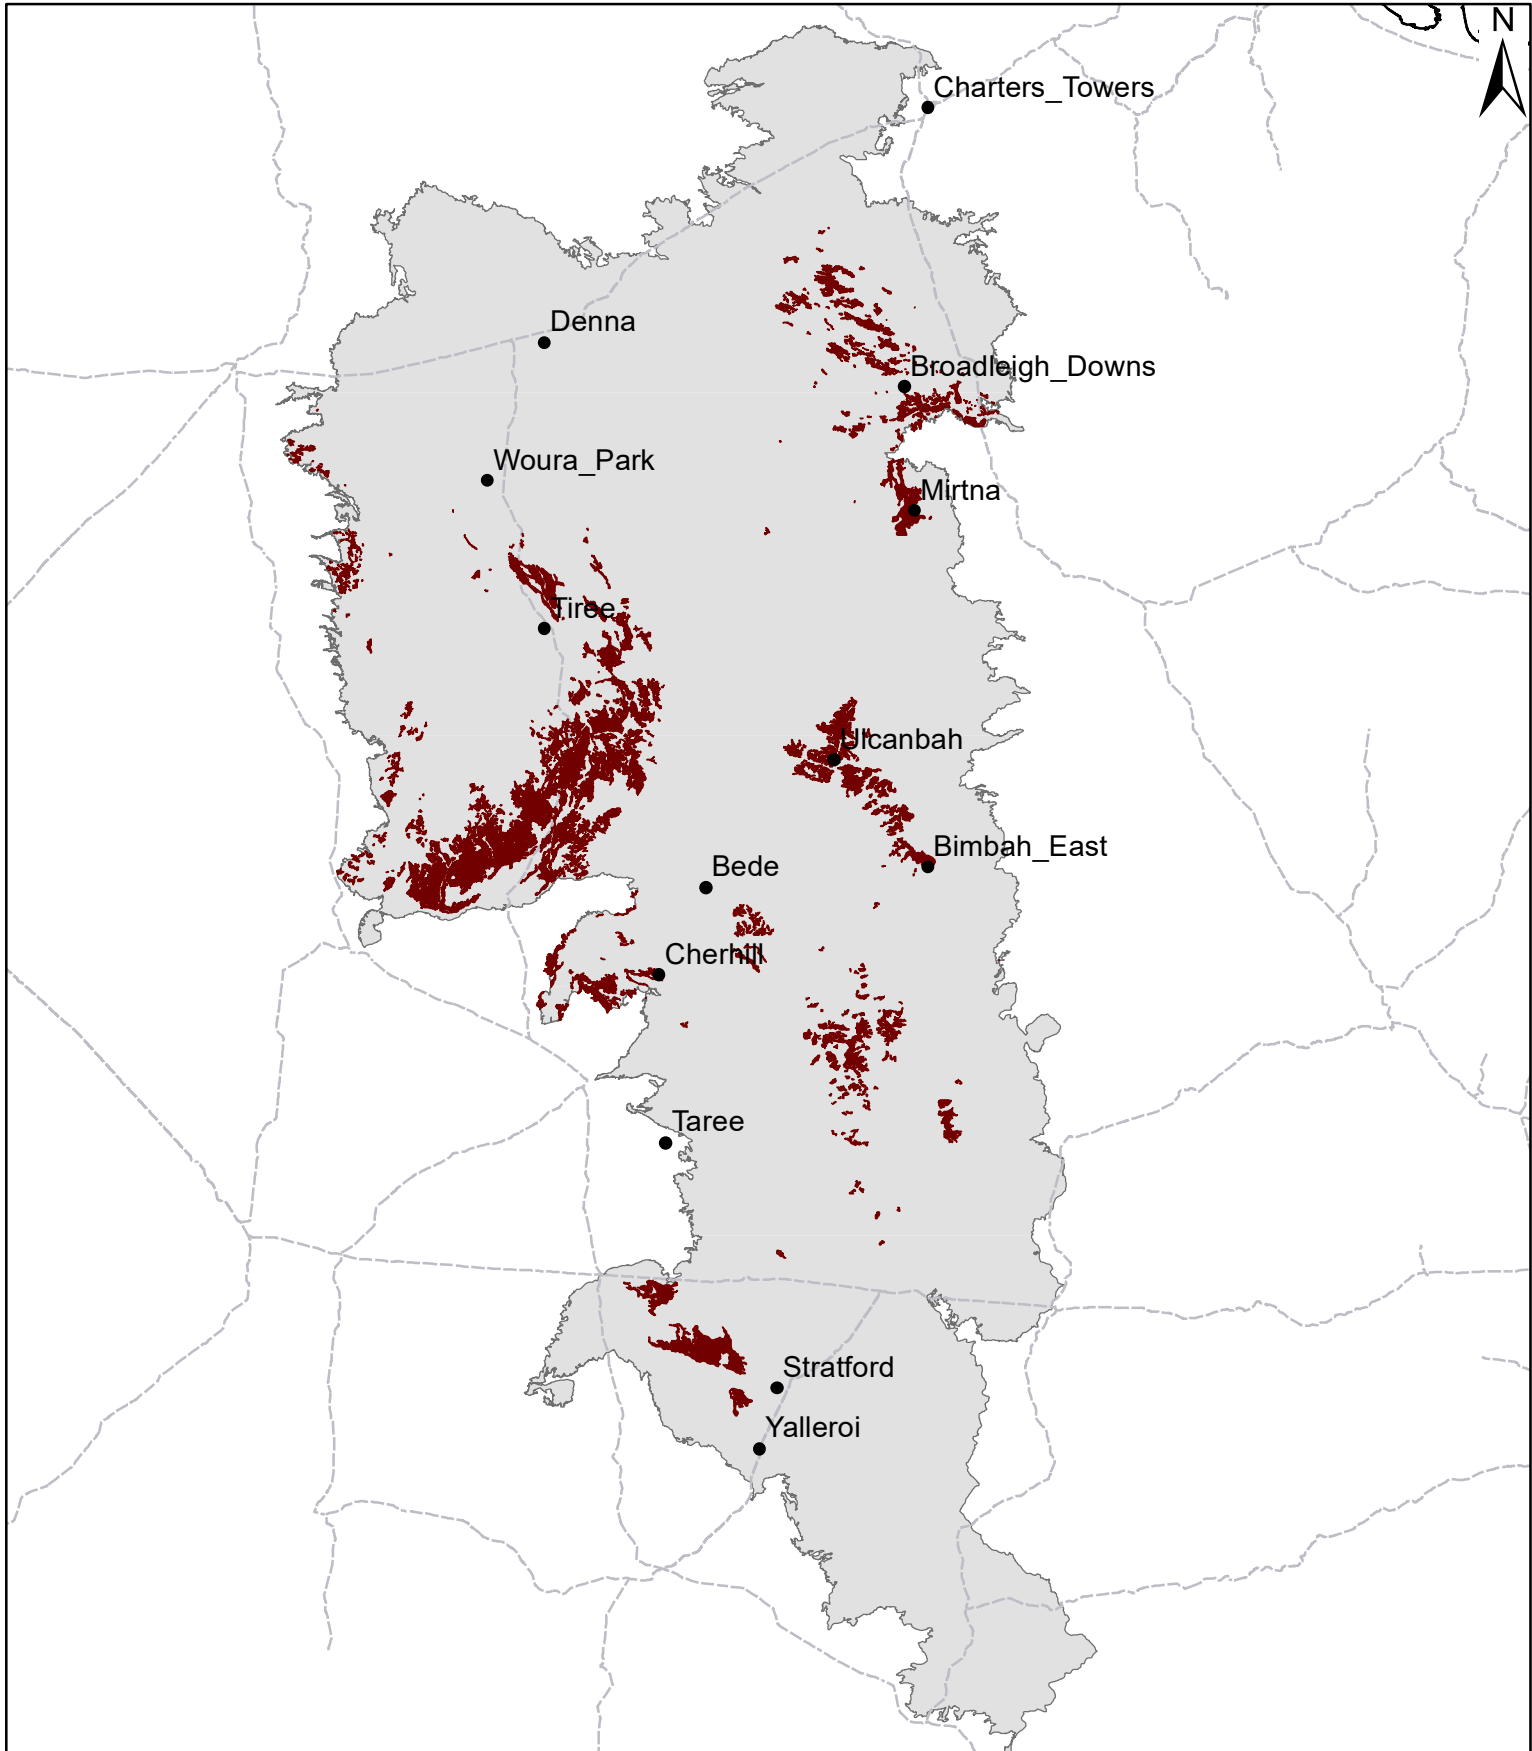 N
Charters_Towers
Denna
Broadleigh_Downs
Woura_Park
Mirtna
Tiree
Ulcanbah
Bimbah_East
Bede
Cherhill
Taree
Stratford
Yalleroi